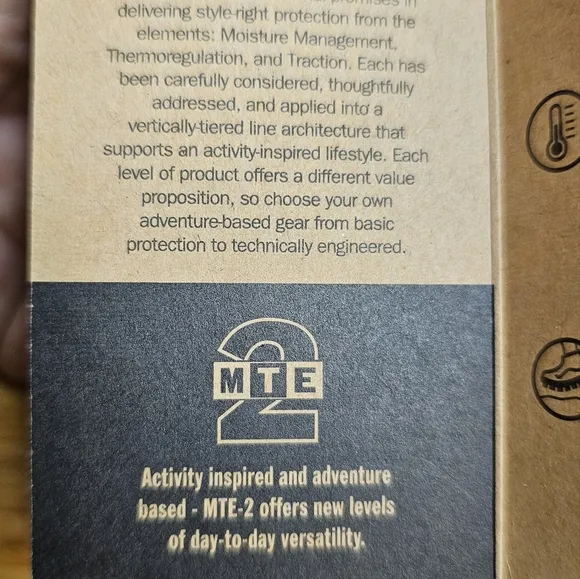 promises in
delivering style-right protection from the
elements: Moisture Management,
Thermoregulation, and Traction. Each has
been carefully considered, thoughtfully
addressed, and applied into a
vertically-tiered line architecture that
supports an activity-inspired lifestyle. Each
level of product offers a different value
proposition, so choose your own
adventure-based gear from basic
protection to technically engineered.
2
MTE
Activity inspired and adventure
based - MTE-2 offers new levels
of day-to-day versatility.